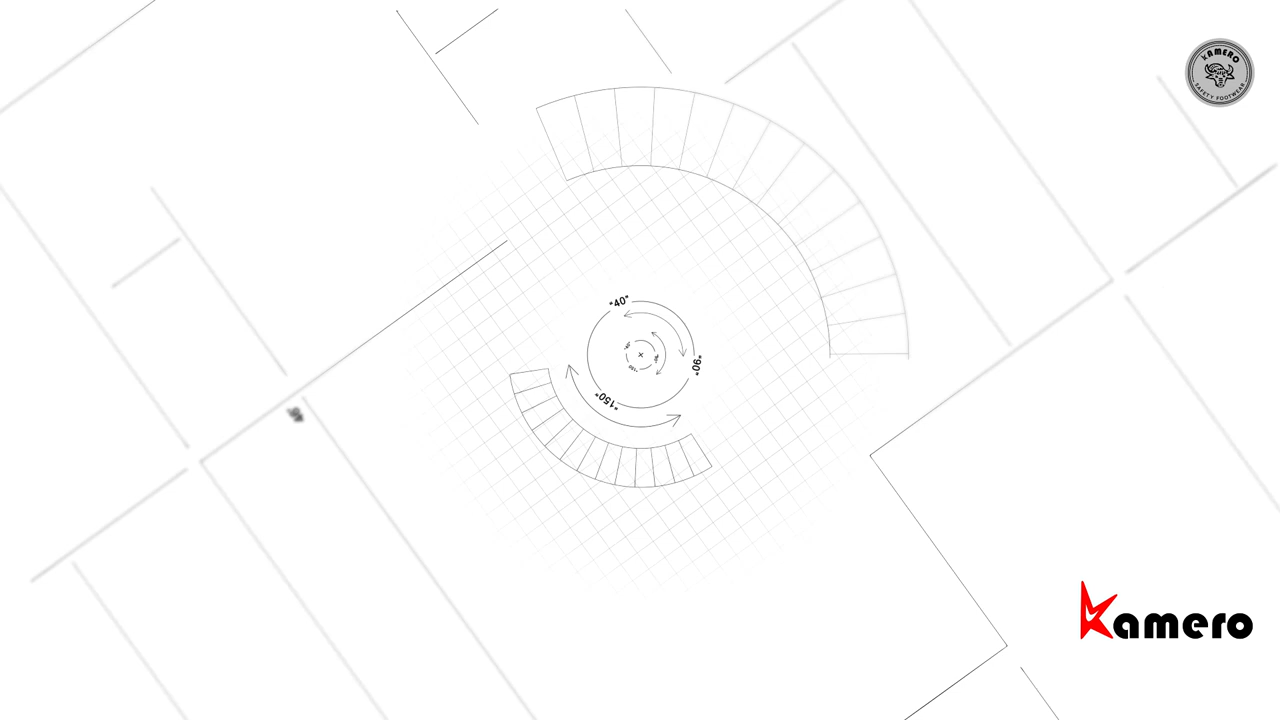 KAMERO
SAFETY FOOTWEAR
"40"
"90"
"150"
Kamero